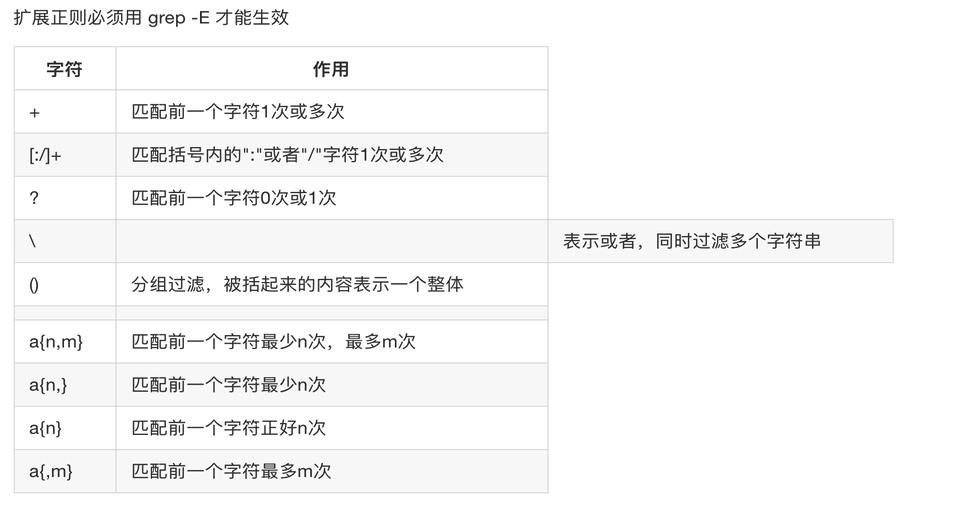 扩展正则必须用 grep -E 才能生效
字符 作用
+ 匹配前一个字符1次或多次
[:/]+ 匹配括号内的":"或者"/"字符1次或多次
? 匹配前一个字符0次或1次
\ 表示或者，同时过滤多个字符串
() 分组过滤，被括起来的内容表示一个整体
a{n,m} 匹配前一个字符最少n次，最多m次
a{n,} 匹配前一个字符最少n次
a{n} 匹配前一个字符正好n次
a{,m} 匹配前一个字符最多m次